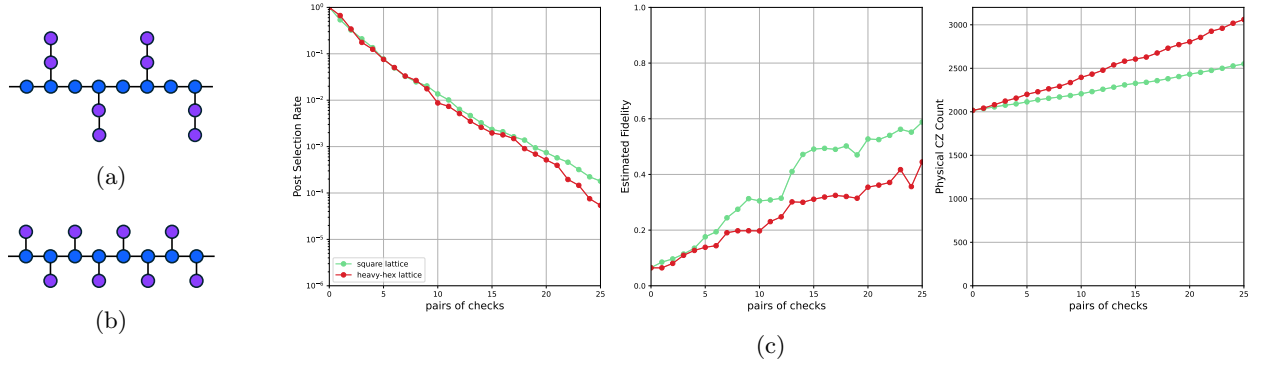 (a)
(b)
Post Selection Rate
10⁰
10⁻¹
10⁻²
10⁻³
10⁻⁴
10⁻⁵
10⁻⁶
square lattice
heavy-hex lattice
0 5 10 15 20 25
pairs of checks
Estimated Fidelity
1.0
0.8
0.6
0.4
0.2
0.0
0 5 10 15 20 25
pairs of checks
Physical CZ Count
3000
2500
2000
1500
1000
500
0
0 5 10 15 20 25
pairs of checks
(c)